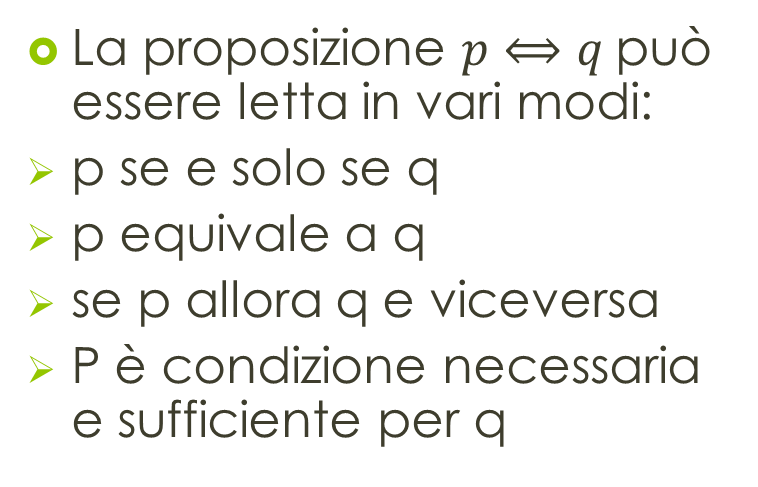 La proposizione 𝑝 ⟺ 𝑞 può
essere letta in vari modi:
p se e solo se q
p equivale a q
se p allora q e viceversa
P è condizione necessaria
e sufficiente per q